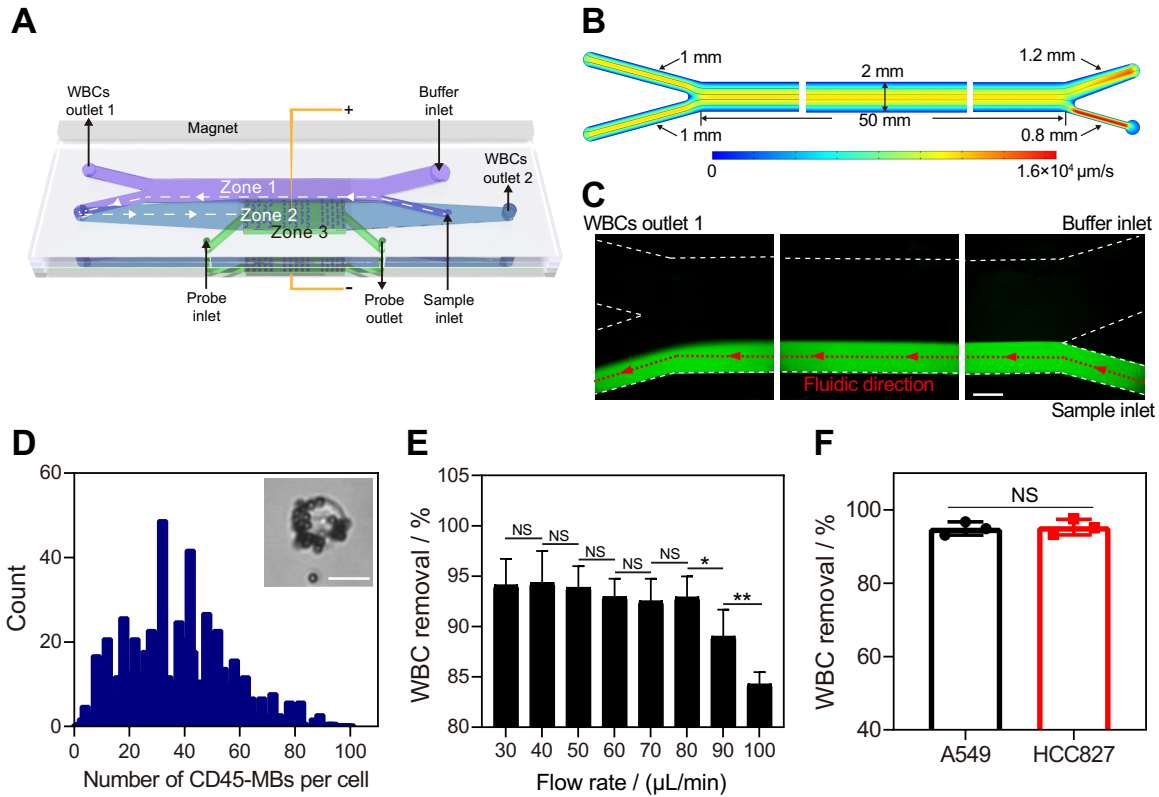 A
WBCs
outlet 1
+
Buffer
inlet
Magnet
WBCs
outlet 2
Zone 1
Zone 2
Zone 3
Probe
inlet
-
Probe
outlet
Sample
inlet
B
1 mm
2 mm
1.2 mm
1 mm
50 mm
0.8 mm
0
1.6×10⁴ μm/s
C
WBCs outlet 1
Buffer inlet
Fluidic direction
Sample inlet
D
60
40
20
0
Count
0 20 40 60 80 100
Number of CD45-MBs per cell
E
105
100
95
90
85
80
WBC removal / %
NS NS NS NS NS * **
30 40 50 60 70 80 90 100
Flow rate / (μL/min)
F
100
80
60
40
WBC removal / %
NS
A549 HCC827